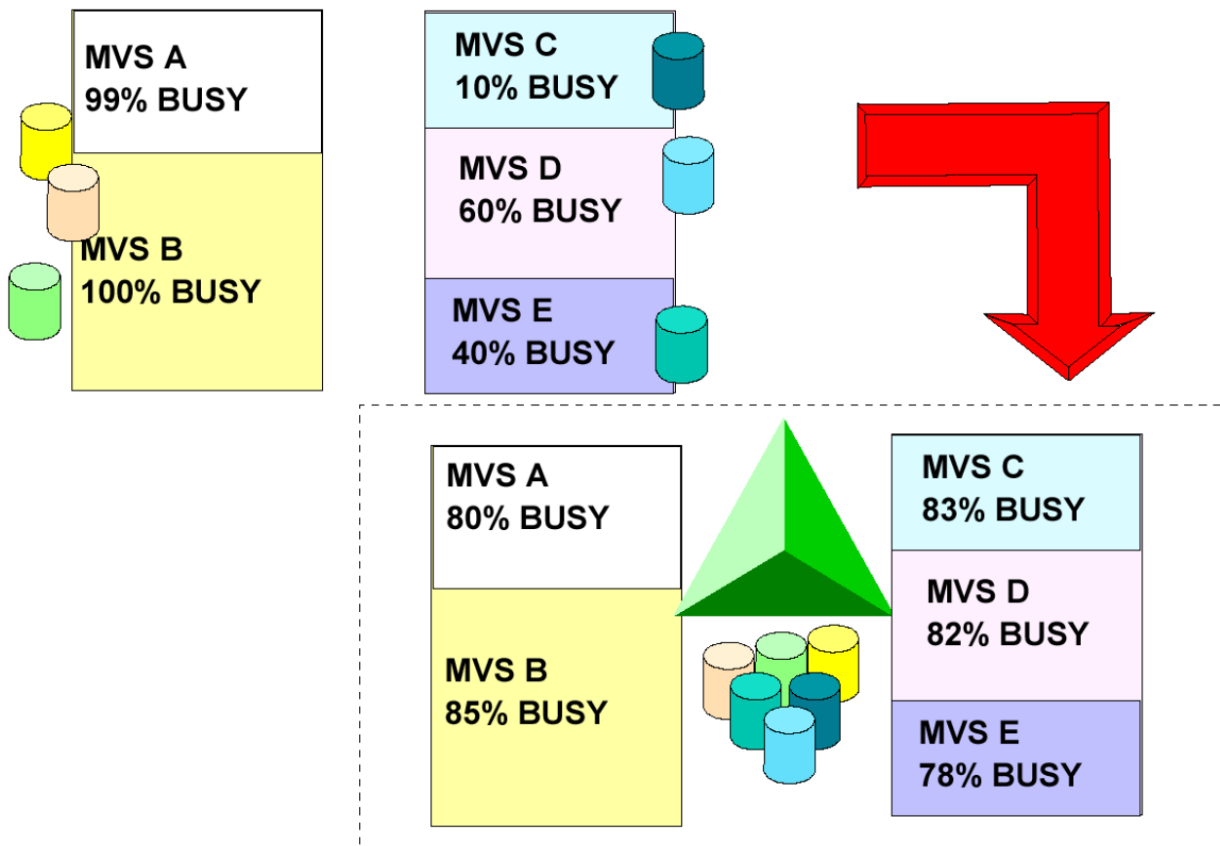 MVS A
99% BUSY
MVS B
100% BUSY
MVS C
10% BUSY
MVS D
60% BUSY
MVS E
40% BUSY
MVS A
80% BUSY
MVS B
85% BUSY
MVS C
83% BUSY
MVS D
82% BUSY
MVS E
78% BUSY